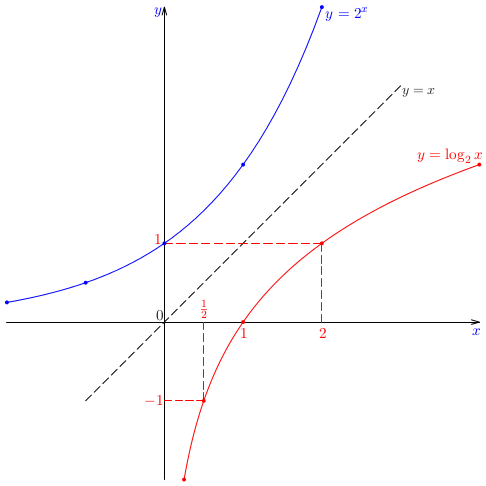 y
y = 2^x
y = x
y = log_2 x
1
0
1/2
1
2
x
−1